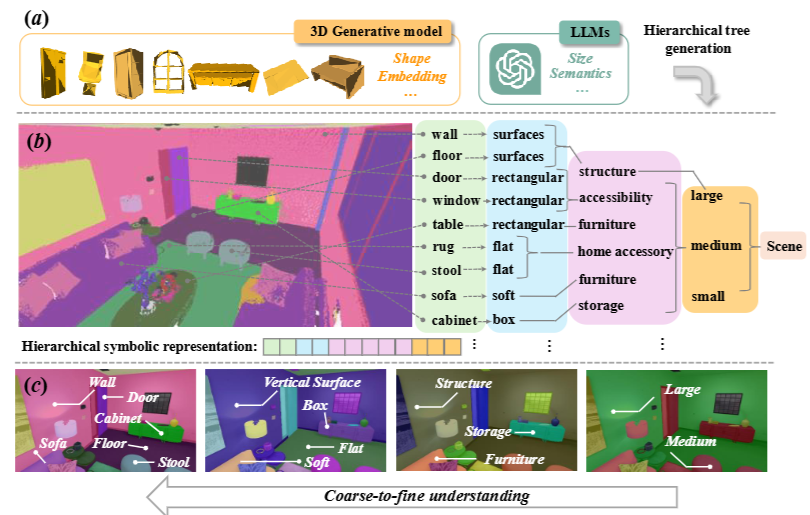 (a)
3D Generative model
Shape
Embedding
...
LLMs
Size
Semantics
...
Hierarchical tree
generation
(b)
wall
floor
door
window
table
rug
stool
sofa
cabinet
surfaces
surfaces
rectangular
rectangular
rectangular
flat
flat
soft
box
structure
accessibility
furniture
home accessory
furniture
storage
large
medium
small
Scene
Hierarchical symbolic representation:
(c)
Wall
Door
Cabinet
Sofa
Floor
Stool
Vertical Surface
Box
Flat
Soft
Structure
Storage
Furniture
Large
Medium
Coarse-to-fine understanding